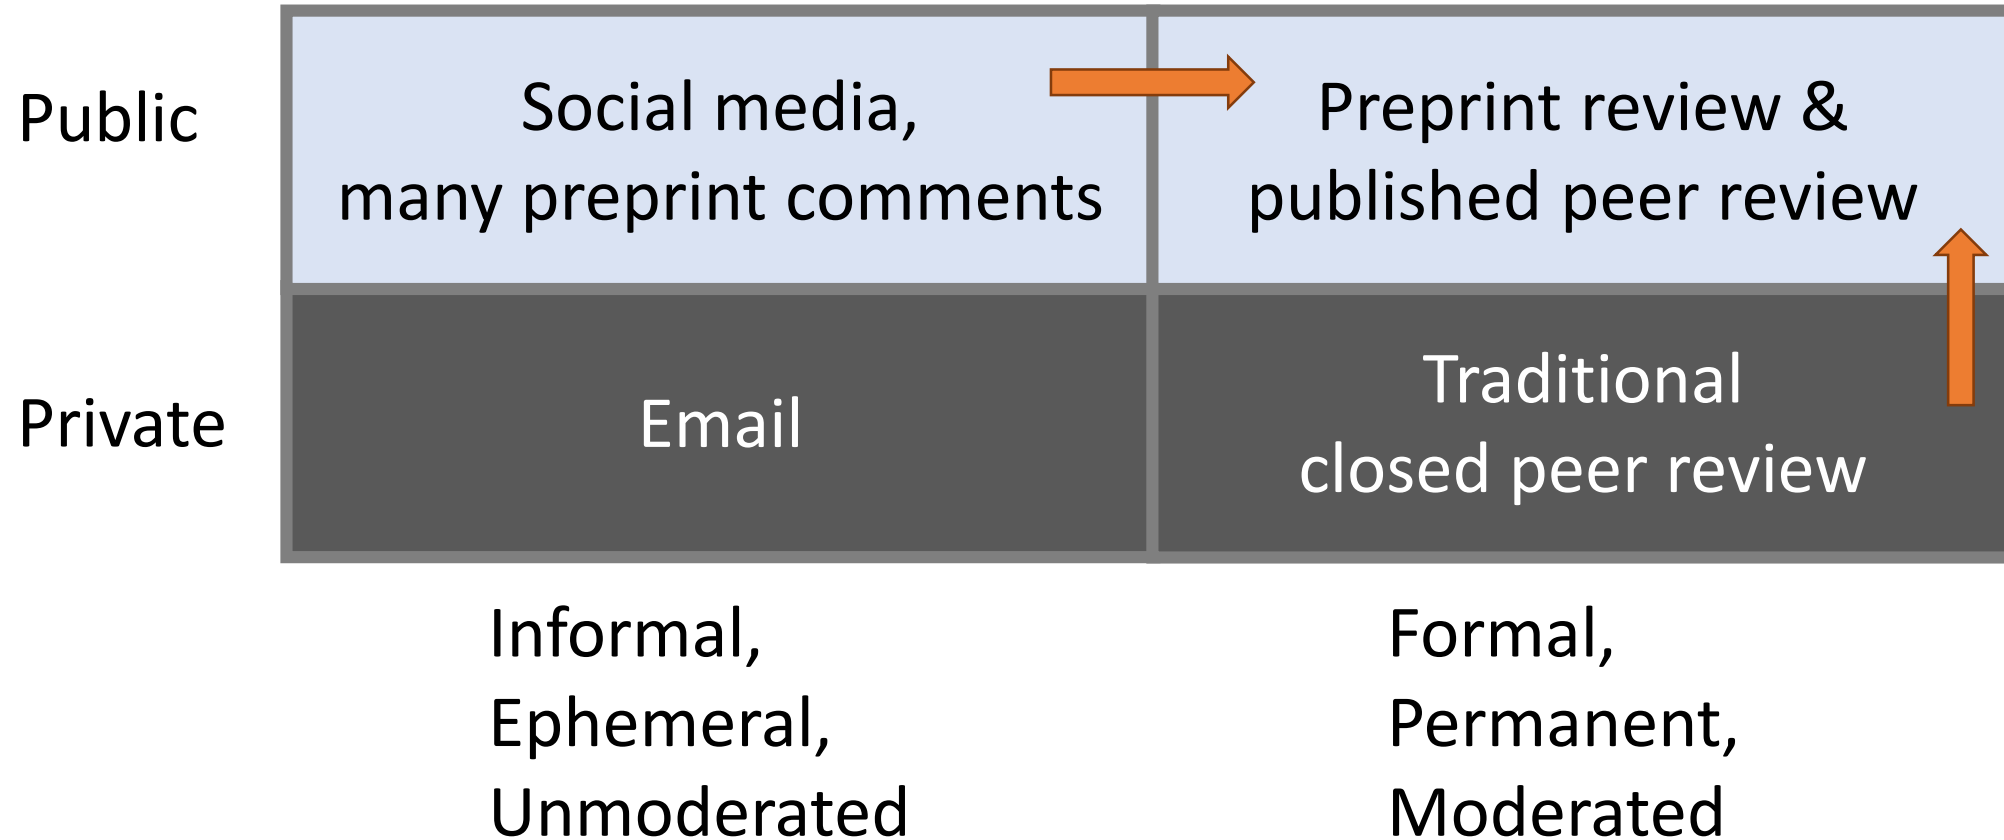 Public
Social media,
many preprint comments
Preprint review &
published peer review
Private
Email
Traditional
closed peer review
Informal,
Ephemeral,
Unmoderated
Formal,
Permanent,
Moderated